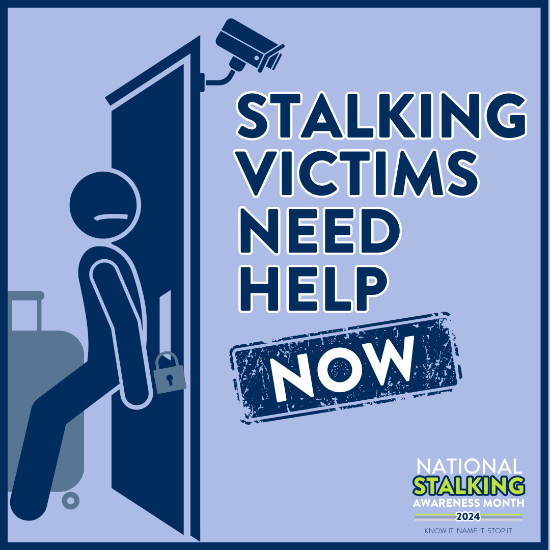 STALKING
VICTIMS
NEED
HELP
NOW
NATIONAL
STALKING
AWARENESS MONTH
2024
KNOW IT. NAME IT. STOP IT